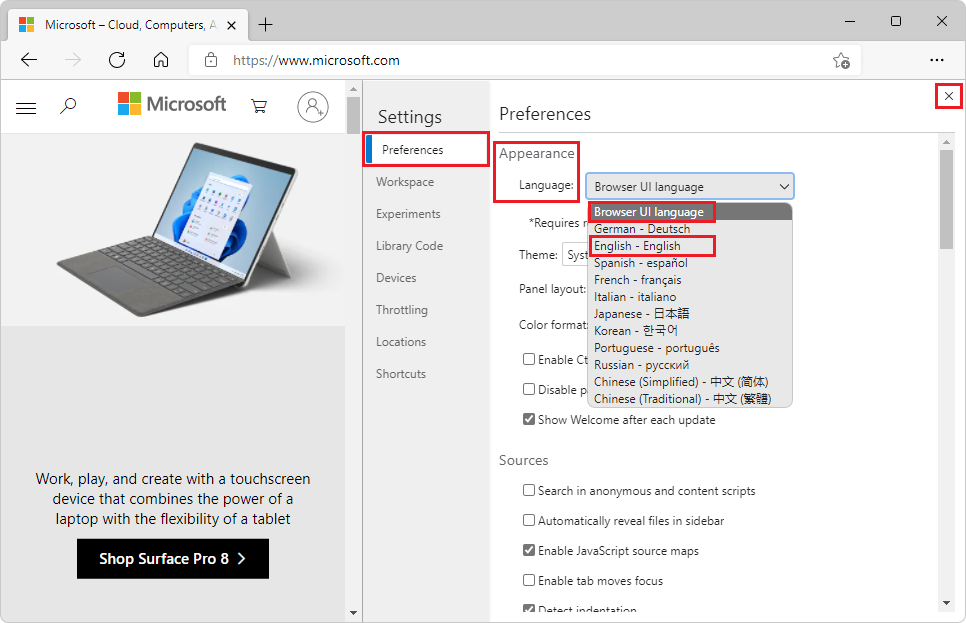 Microsoft – Cloud, Computers, A
https://www.microsoft.com
Microsoft
Work, play, and create with a touchscreen
device that combines the power of a
laptop with the flexibility of a tablet
Shop Surface Pro 8
Settings
Preferences
Workspace
Experiments
Library Code
Devices
Throttling
Locations
Shortcuts
Preferences
Appearance
Language: Browser UI language
Browser UI language
German - Deutsch
English - English
Spanish - español
French - français
Italian - italiano
Japanese - 日本語
Korean - 한국어
Portuguese - português
Russian - русский
Chinese (Simplified) - 中文 (简体)
Chinese (Traditional) - 中文 (繁體)
*Requires
Theme: Syst
Panel layout:
Color format:
Enable Ct
Disable p
Show Welcome after each update
Sources
Search in anonymous and content scripts
Automatically reveal files in sidebar
Enable JavaScript source maps
Enable tab moves focus
Detect indentation